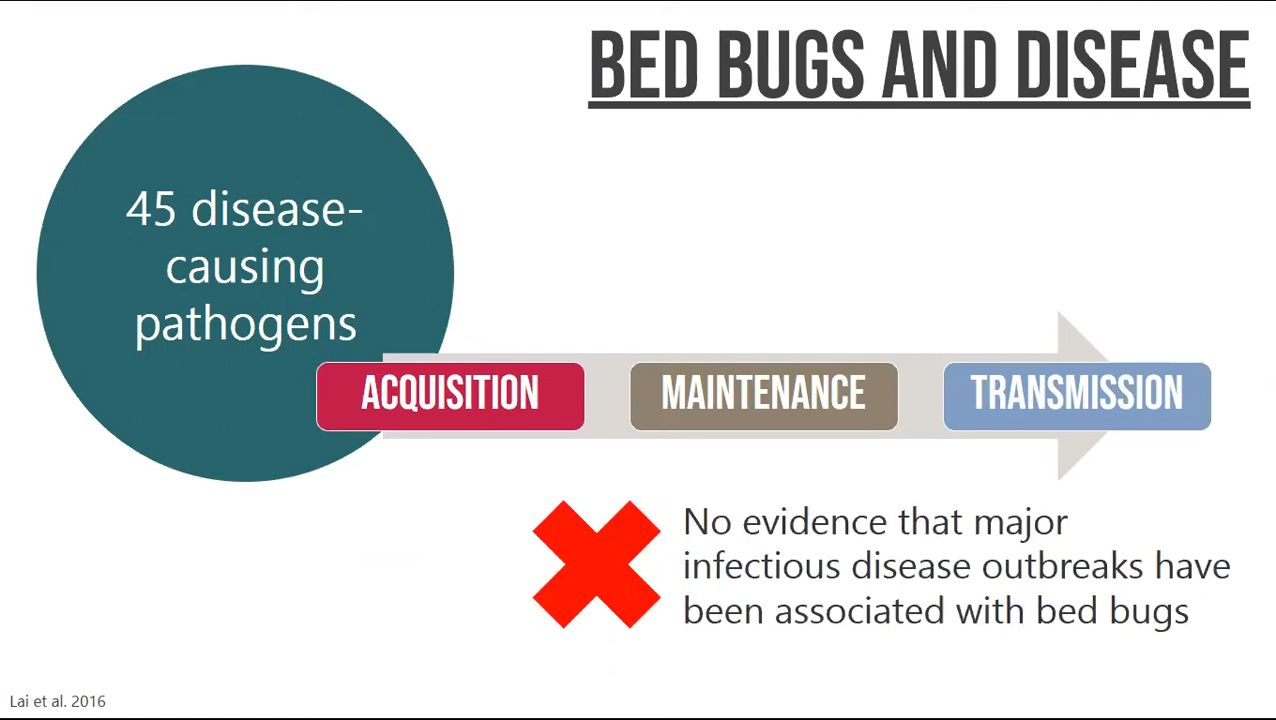 BED BUGS AND DISEASE
45 disease-
causing
pathogens
ACQUISITION
MAINTENANCE
TRANSMISSION
No evidence that major
infectious disease outbreaks have
been associated with bed bugs
Lai et al. 2016